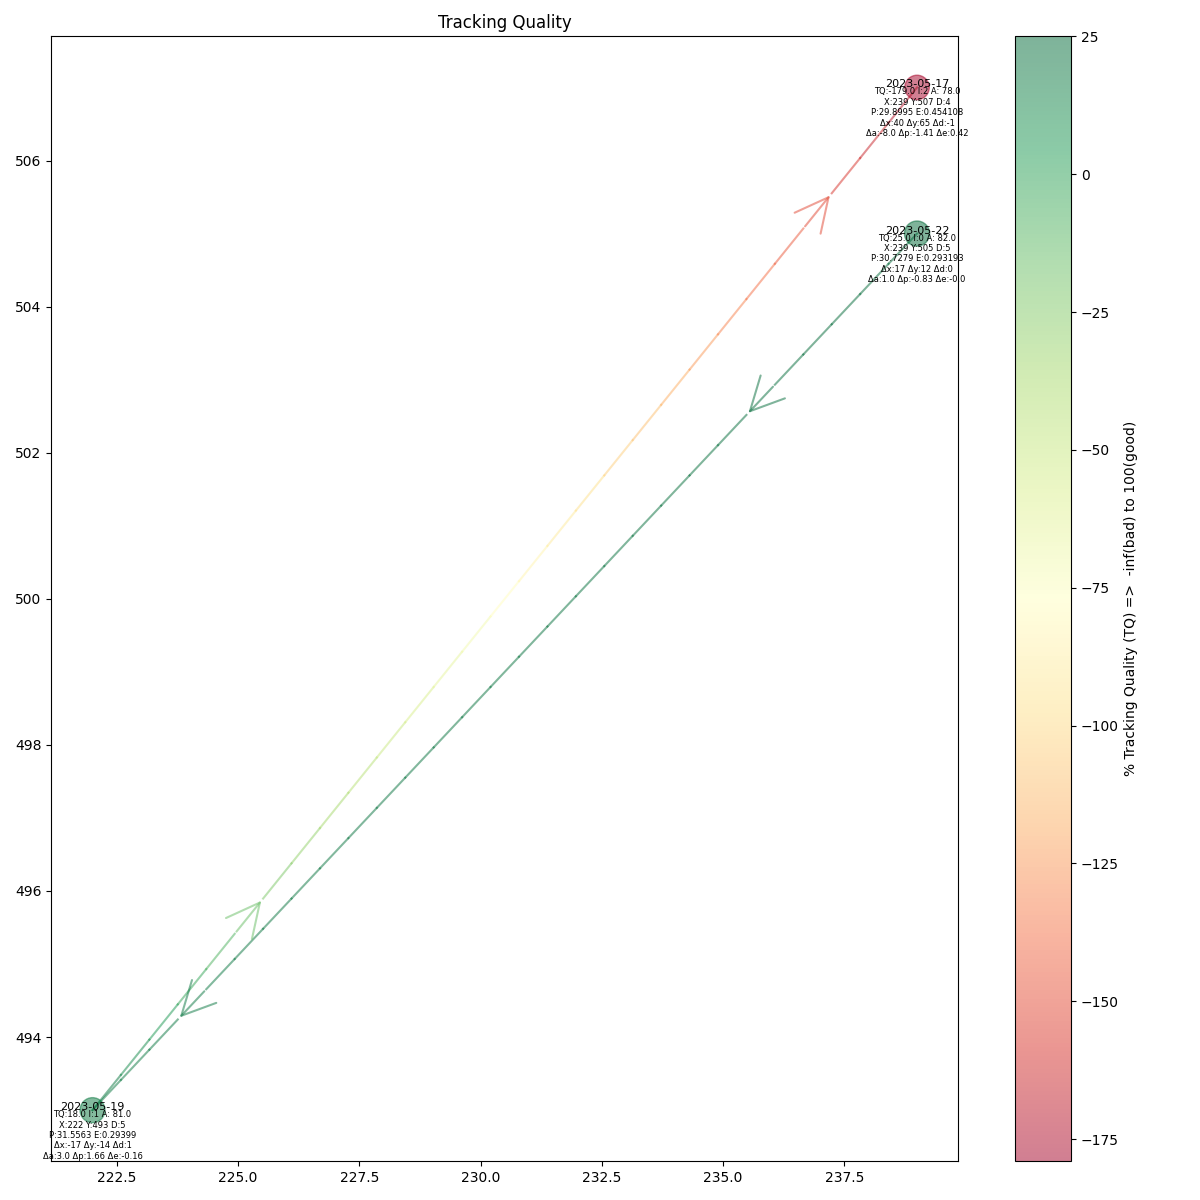 Tracking Quality
2023-05-17
TQ:-179.0 I:2 A: 78.0
X:239 Y:507 D:4
P:29.8995 E:0.454108
Δx:40 Δy:65 Δd:-1
Δa:-8.0 Δp:-1.41 Δe:0.42
2023-05-22
TQ:25.0 I:0 A: 82.0
X:239 Y:505 D:5
P:30.7279 E:0.293193
Δx:17 Δy:12 Δd:0
Δa:1.0 Δp:-0.83 Δe:-0.0
2023-05-19
TQ:18.0 I:1 A: 81.0
X:222 Y:493 D:5
P:31.5563 E:0.29399
Δx:-17 Δy:-14 Δd:1
Δa:3.0 Δp:1.66 Δe:-0.16
506
504
502
500
498
496
494
222.5 225.0 227.5 230.0 232.5 235.0 237.5
25
0
−25
−50
−75
−100
−125
−150
−175
% Tracking Quality (TQ) => -inf(bad) to 100(good)